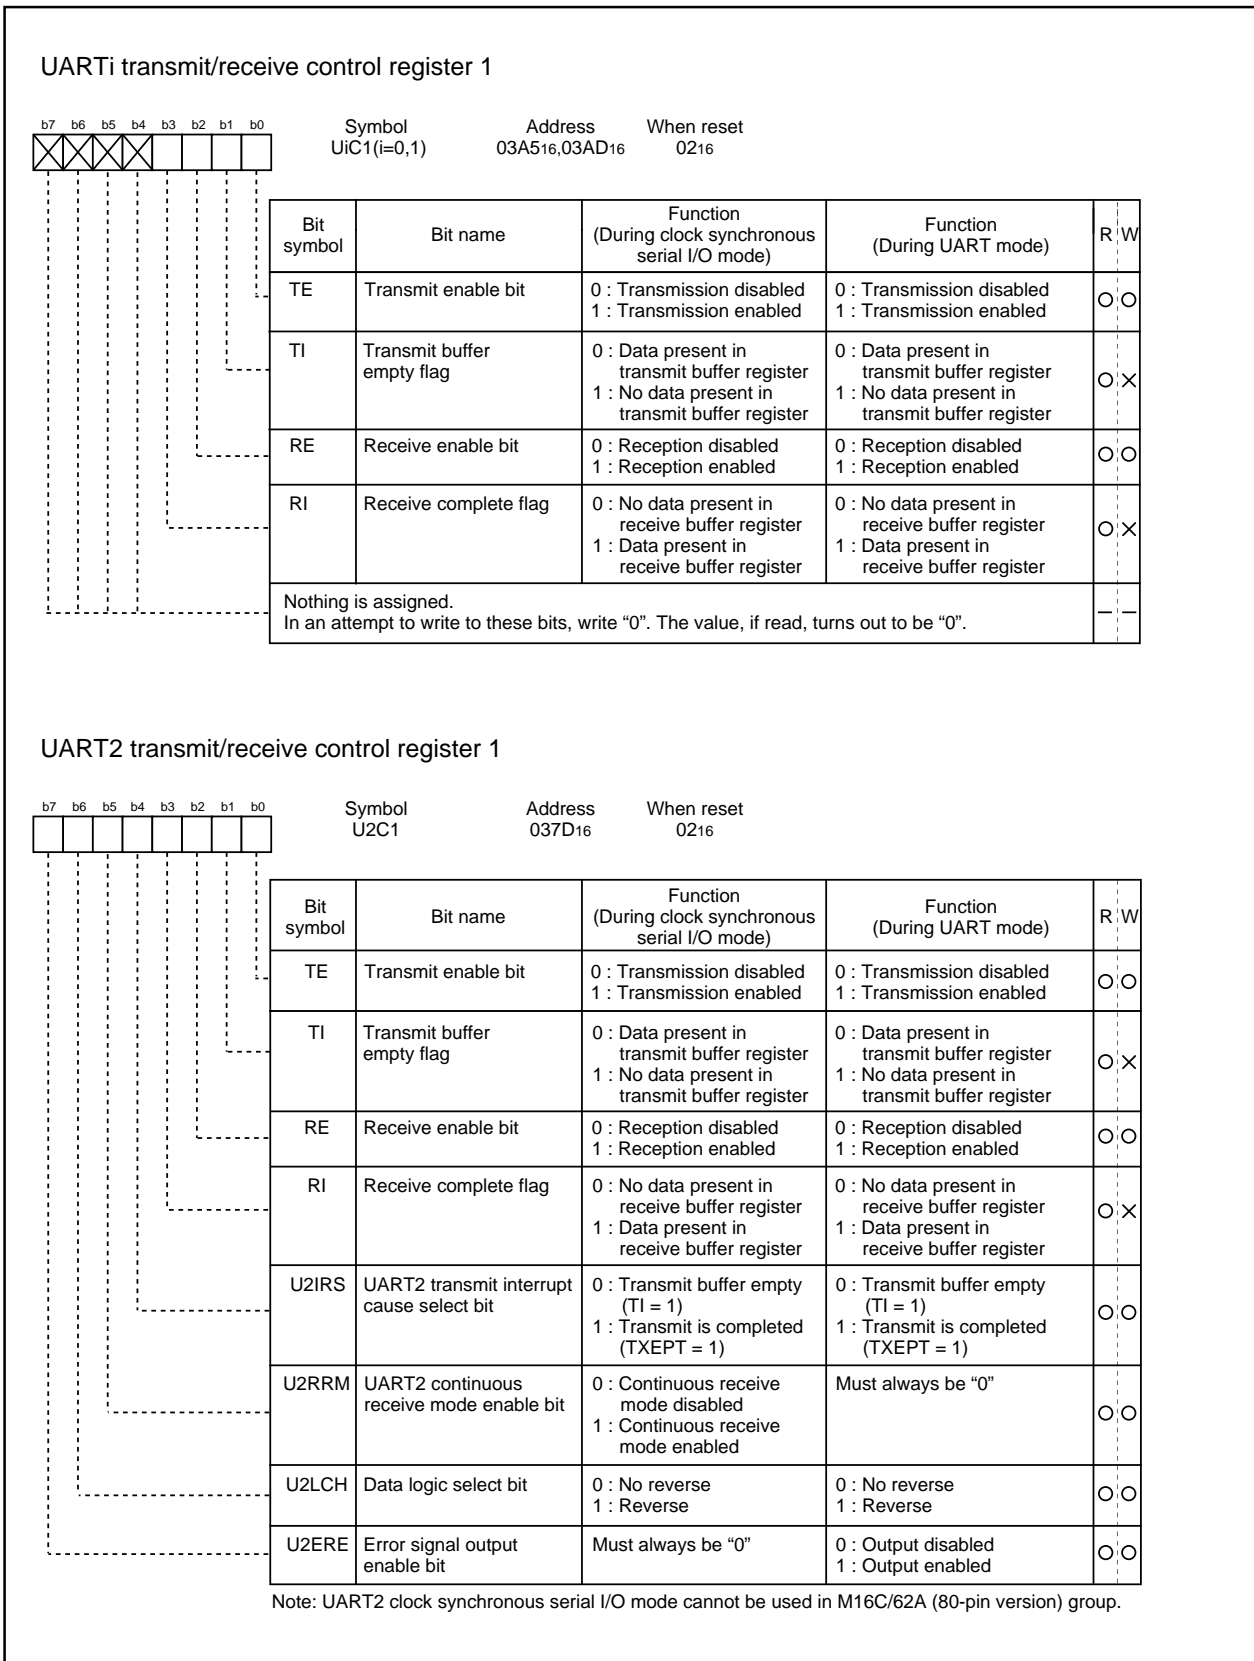 UARTi transmit/receive control register 1
b7 b6 b5 b4 b3 b2 b1 b0
Symbol Address When reset
UiC1(i=0,1) 03A516,03AD16 0216
Bit symbol Bit name Function (During clock synchronous serial I/O mode) Function (During UART mode) R W
TE Transmit enable bit 0 : Transmission disabled 0 : Transmission disabled
1 : Transmission enabled 1 : Transmission enabled
TI Transmit buffer 0 : Data present in 0 : Data present in
empty flag transmit buffer register transmit buffer register
1 : No data present in 1 : No data present in
transmit buffer register transmit buffer register
RE Receive enable bit 0 : Reception disabled 0 : Reception disabled
1 : Reception enabled 1 : Reception enabled
RI Receive complete flag 0 : No data present in 0 : No data present in
receive buffer register receive buffer register
1 : Data present in 1 : Data present in
receive buffer register receive buffer register
Nothing is assigned.
In an attempt to write to these bits, write “0”. The value, if read, turns out to be “0”.
UART2 transmit/receive control register 1
b7 b6 b5 b4 b3 b2 b1 b0
Symbol Address When reset
U2C1 037D16 0216
Bit symbol Bit name Function (During clock synchronous serial I/O mode) Function (During UART mode) R W
TE Transmit enable bit 0 : Transmission disabled 0 : Transmission disabled
1 : Transmission enabled 1 : Transmission enabled
TI Transmit buffer 0 : Data present in 0 : Data present in
empty flag transmit buffer register transmit buffer register
1 : No data present in 1 : No data present in
transmit buffer register transmit buffer register
RE Receive enable bit 0 : Reception disabled 0 : Reception disabled
1 : Reception enabled 1 : Reception enabled
RI Receive complete flag 0 : No data present in 0 : No data present in
receive buffer register receive buffer register
1 : Data present in 1 : Data present in
receive buffer register receive buffer register
U2IRS UART2 transmit interrupt 0 : Transmit buffer empty 0 : Transmit buffer empty
cause select bit (TI = 1) (TI = 1)
1 : Transmit is completed 1 : Transmit is completed
(TXEPT = 1) (TXEPT = 1)
U2RRM UART2 continuous 0 : Continuous receive Must always be “0”
receive mode enable bit mode disabled
1 : Continuous receive
mode enabled
U2LCH Data logic select bit 0 : No reverse 0 : No reverse
1 : Reverse 1 : Reverse
U2ERE Error signal output Must always be “0” 0 : Output disabled
enable bit 1 : Output enabled
Note: UART2 clock synchronous serial I/O mode cannot be used in M16C/62A (80-pin version) group.